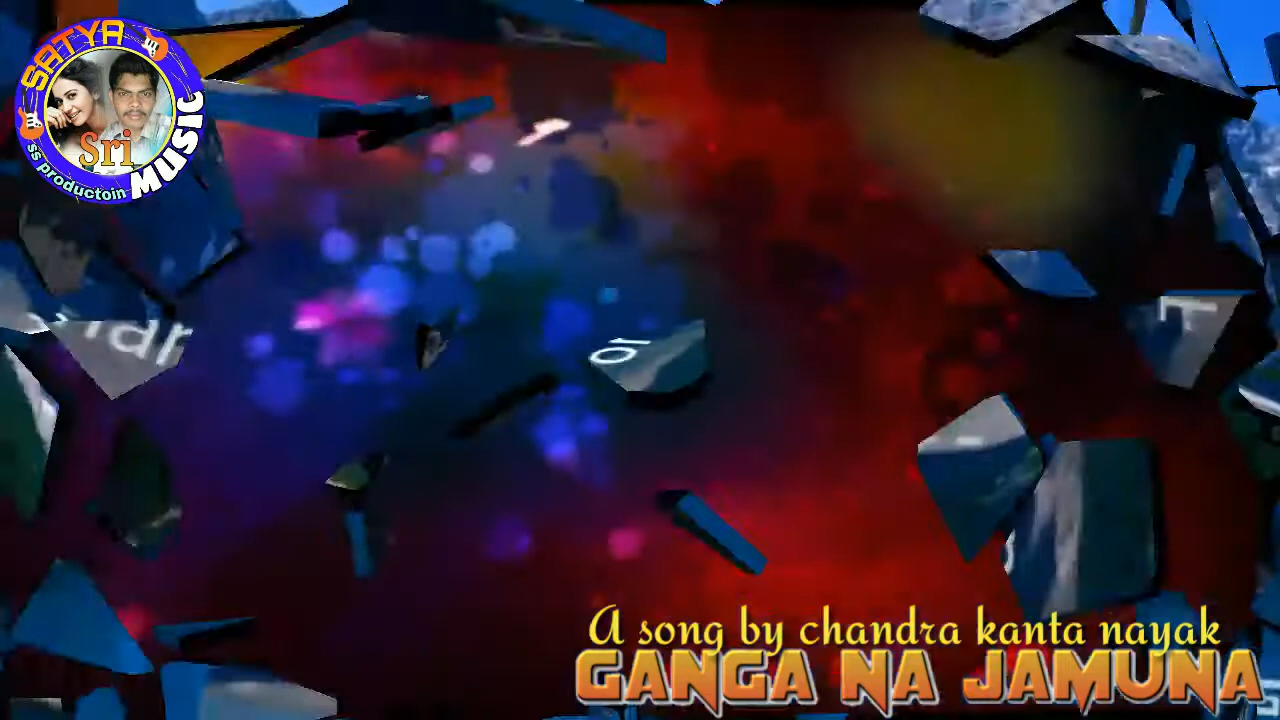 SATYA
Sri
MUSIC
ss productoin
A song by chandra kanta nayak
GANGA NA JAMUNA